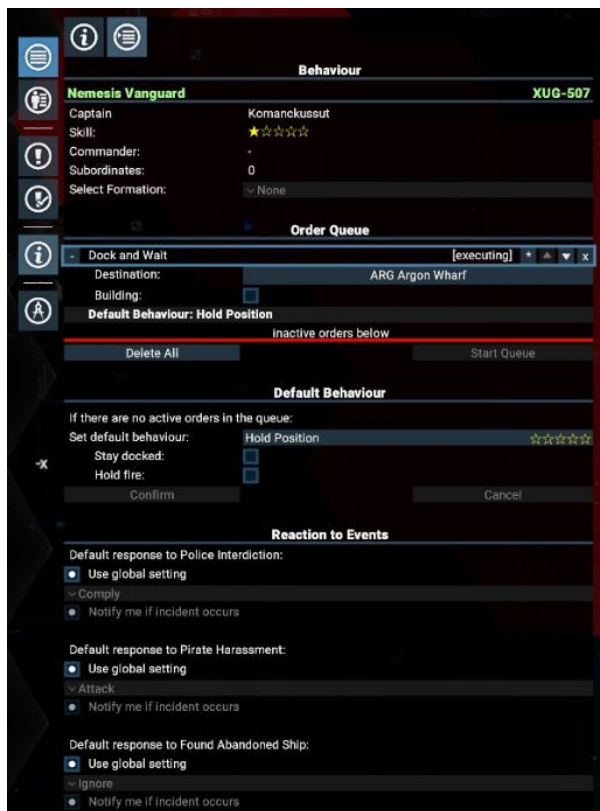 Behaviour
Nemesis Vanguard XUG-507
Captain Komanckussut
Skill: ★☆☆☆☆
Commander: -
Subordinates: 0
Select Formation: None
Order Queue
- Dock and Wait [executing] * x
Destination: ARG Argon Wharf
Building:
Default Behaviour: Hold Position
inactive orders below
Delete All Start Queue
Default Behaviour
If there are no active orders in the queue:
Set default behaviour: Hold Position ☆☆☆☆☆
Stay docked:
-X
Hold fire:
Confirm Cancel
Reaction to Events
Default response to Police Interdiction:
Use global setting
Comply
Notify me if incident occurs
Default response to Pirate Harassment:
Use global setting
Attack
Notify me if incident occurs
Default response to Found Abandoned Ship:
Use global setting
Ignore
Notify me if incident occurs